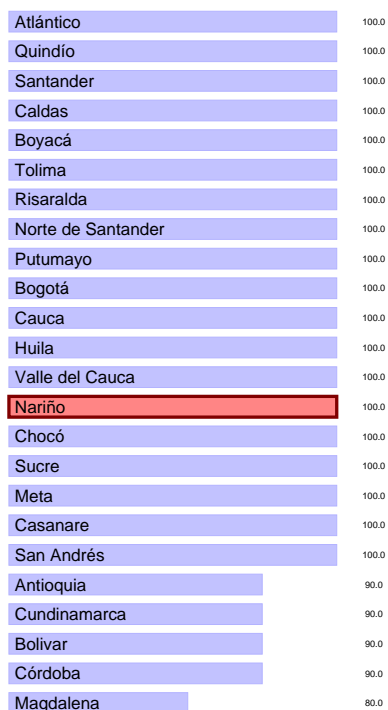 Atlántico 100.0
Quindío 100.0
Santander 100.0
Caldas 100.0
Boyacá 100.0
Tolima 100.0
Risaralda 100.0
Norte de Santander 100.0
Putumayo 100.0
Bogotá 100.0
Cauca 100.0
Huila 100.0
Valle del Cauca 100.0
Nariño 100.0
Chocó 100.0
Sucre 100.0
Meta 100.0
Casanare 100.0
San Andrés 100.0
Antioquia 90.0
Cundinamarca 90.0
Bolivar 90.0
Córdoba 90.0
Magdalena 80.0